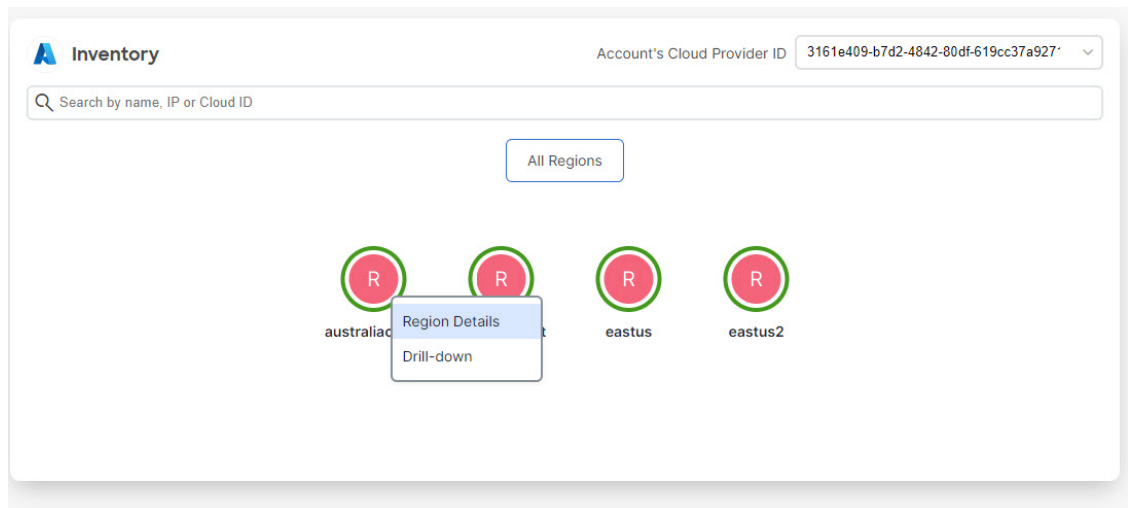 Inventory
Account's Cloud Provider ID
3161e409-b7d2-4842-80df-619cc37a927
Search by name, IP or Cloud ID
All Regions
R R R R
eastus eastus2
Region Details
Drill-down